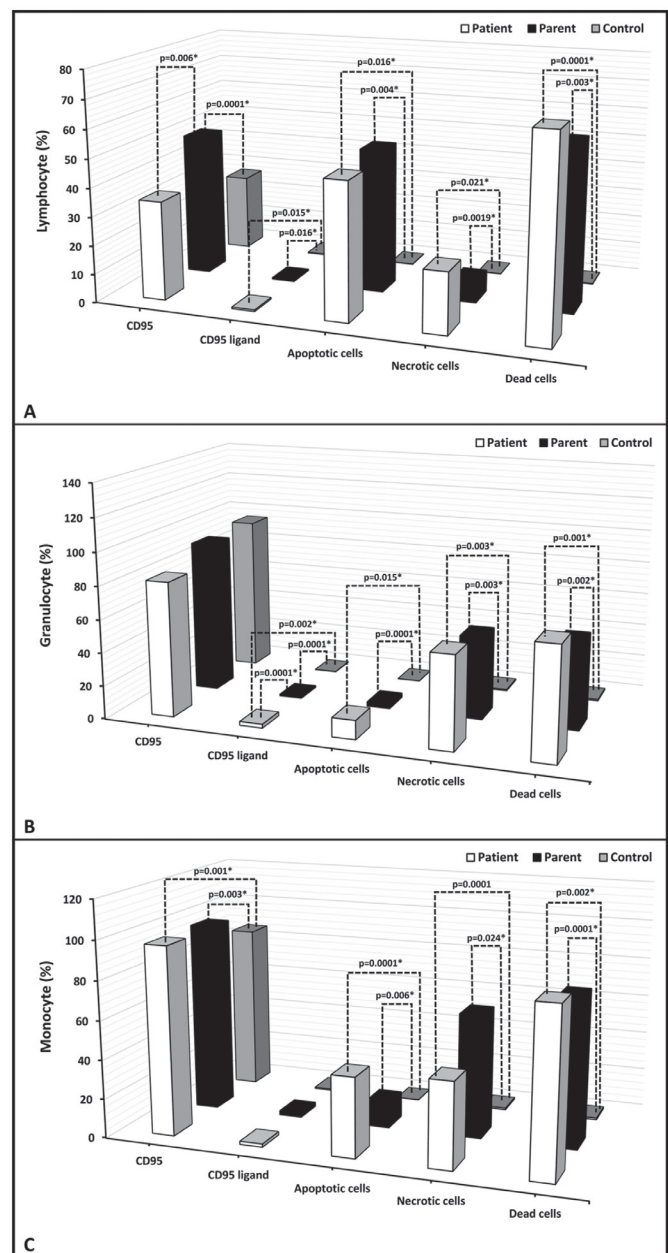 Patient Parent Control
Lymphocyte (%)
80
70
60
50
40
30
20
10
0
p=0.006*
p=0.0001*
p=0.015*
p=0.016*
p=0.016*
p=0.004*
p=0.021*
p=0.0019*
p=0.0001*
p=0.003*
CD95
CD95 ligand
Apoptotic cells
Necrotic cells
Dead cells
A
Patient Parent Control
Granulocyte (%)
140
120
100
80
60
40
20
0
p=0.002*
p=0.0001*
p=0.0001*
p=0.015*
p=0.0001*
p=0.003*
p=0.003*
p=0.001*
p=0.002*
CD95
CD95 ligand
Apoptotic cells
Necrotic cells
Dead cells
B
Patient Parent Control
Monocyte (%)
120
100
80
60
40
20
0
p=0.001*
p=0.003*
p=0.0001*
p=0.006*
p=0.0001
p=0.024*
p=0.002*
p=0.0001*
CD95
CD95 ligand
Apoptotic cells
Necrotic cells
Dead cells
C